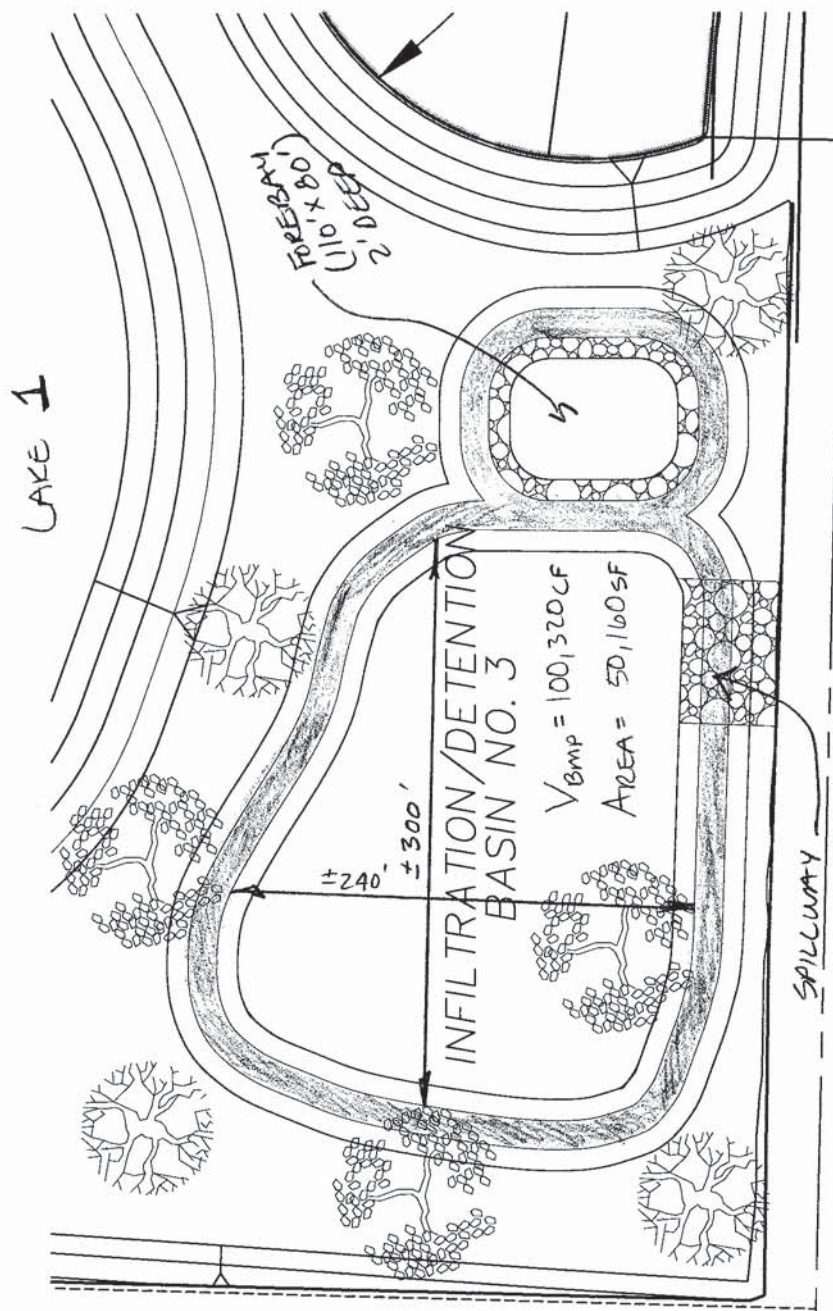 LAKE 1
FOREBAY
(110' X 80')
2' DEEP
±240'
±300'
INFILTRATION/DETENTION
BASIN NO. 3
VBMP = 100,320 CF
AREA = 50,160 SF
SPILLWAY